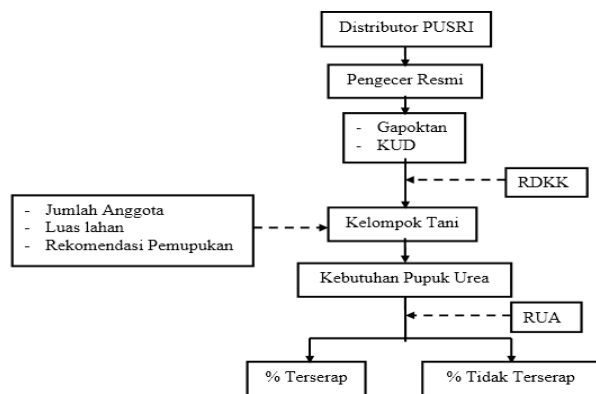 Distributor PUSRI
Pengecer Resmi
- Gapoktan
- KUD
RDKK
- Jumlah Anggota
- Luas lahan
- Rekomendasi Pemupukan
Kelompok Tani
Kebutuhan Pupuk Urea
RUA
% Terserap
% Tidak Terserap